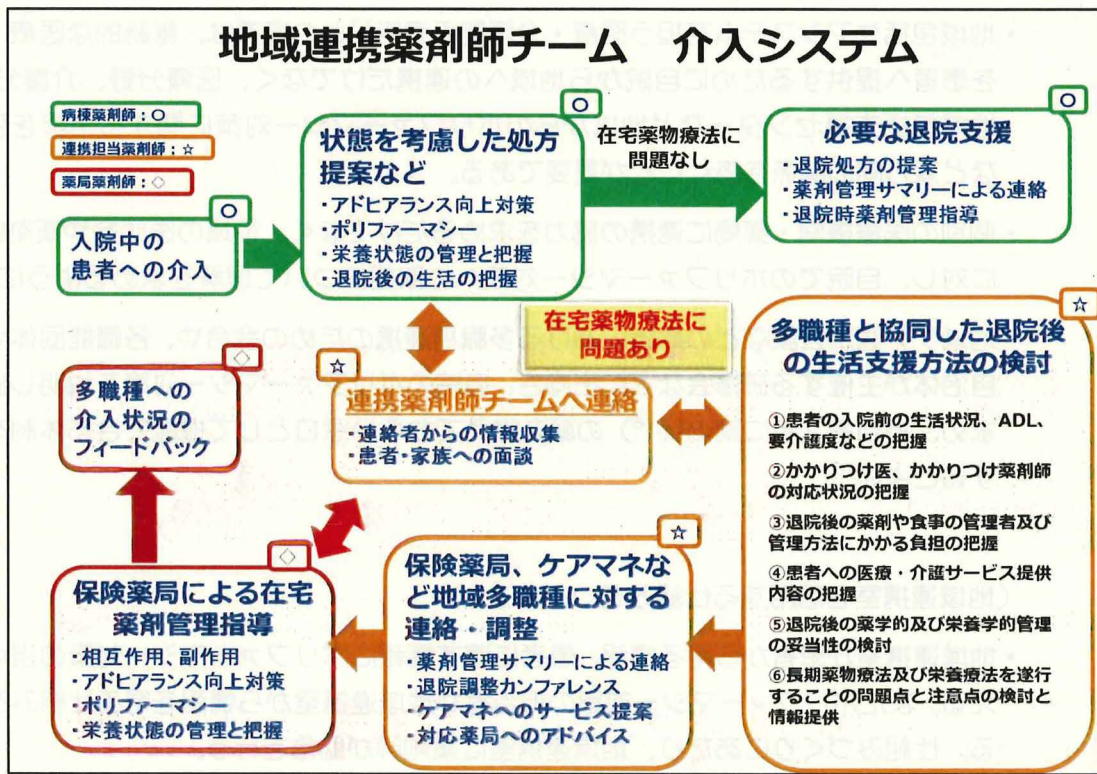 地域連携薬剤師チーム　介入システム
病棟薬剤師：○
連携担当薬剤師：☆
薬局薬剤師：◇
○
入院中の
患者への介入
○
状態を考慮した処方
提案など
・アドヒアランス向上対策
・ポリファーマシー
・栄養状態の管理と把握
・退院後の生活の把握
在宅薬物療法に
問題なし
○
必要な退院支援
・退院処方の提案
・薬剤管理サマリーによる連絡
・退院時薬剤管理指導
在宅薬物療法に
問題あり
☆
連携薬剤師チームへ連絡
・連絡者からの情報収集
・患者・家族への面談
☆
多職種と協同した退院後
の生活支援方法の検討
①患者の入院前の生活状況、ADL、
要介護度などの把握
②かかりつけ医、かかりつけ薬剤師
の対応状況の把握
③退院後の薬剤や食事の管理者及び
管理方法にかかる負担の把握
④患者への医療・介護サービス提供
内容の把握
⑤退院後の薬学的及び栄養学的管理
の妥当性の検討
⑥長期薬物療法及び栄養療法を遂行
することの問題点と注意点の検討と
情報提供
☆
保険薬局、ケアマネな
ど地域多職種に対する
連絡・調整
・薬剤管理サマリーによる連絡
・退院調整カンファレンス
・ケアマネへのサービス提案
・対応薬局へのアドバイス
◇
保険薬局による在宅
薬剤管理指導
・相互作用、副作用
・アドヒアランス向上対策
・ポリファーマシー
・栄養状態の管理と把握
◇
多職種への
介入状況の
フィードバック